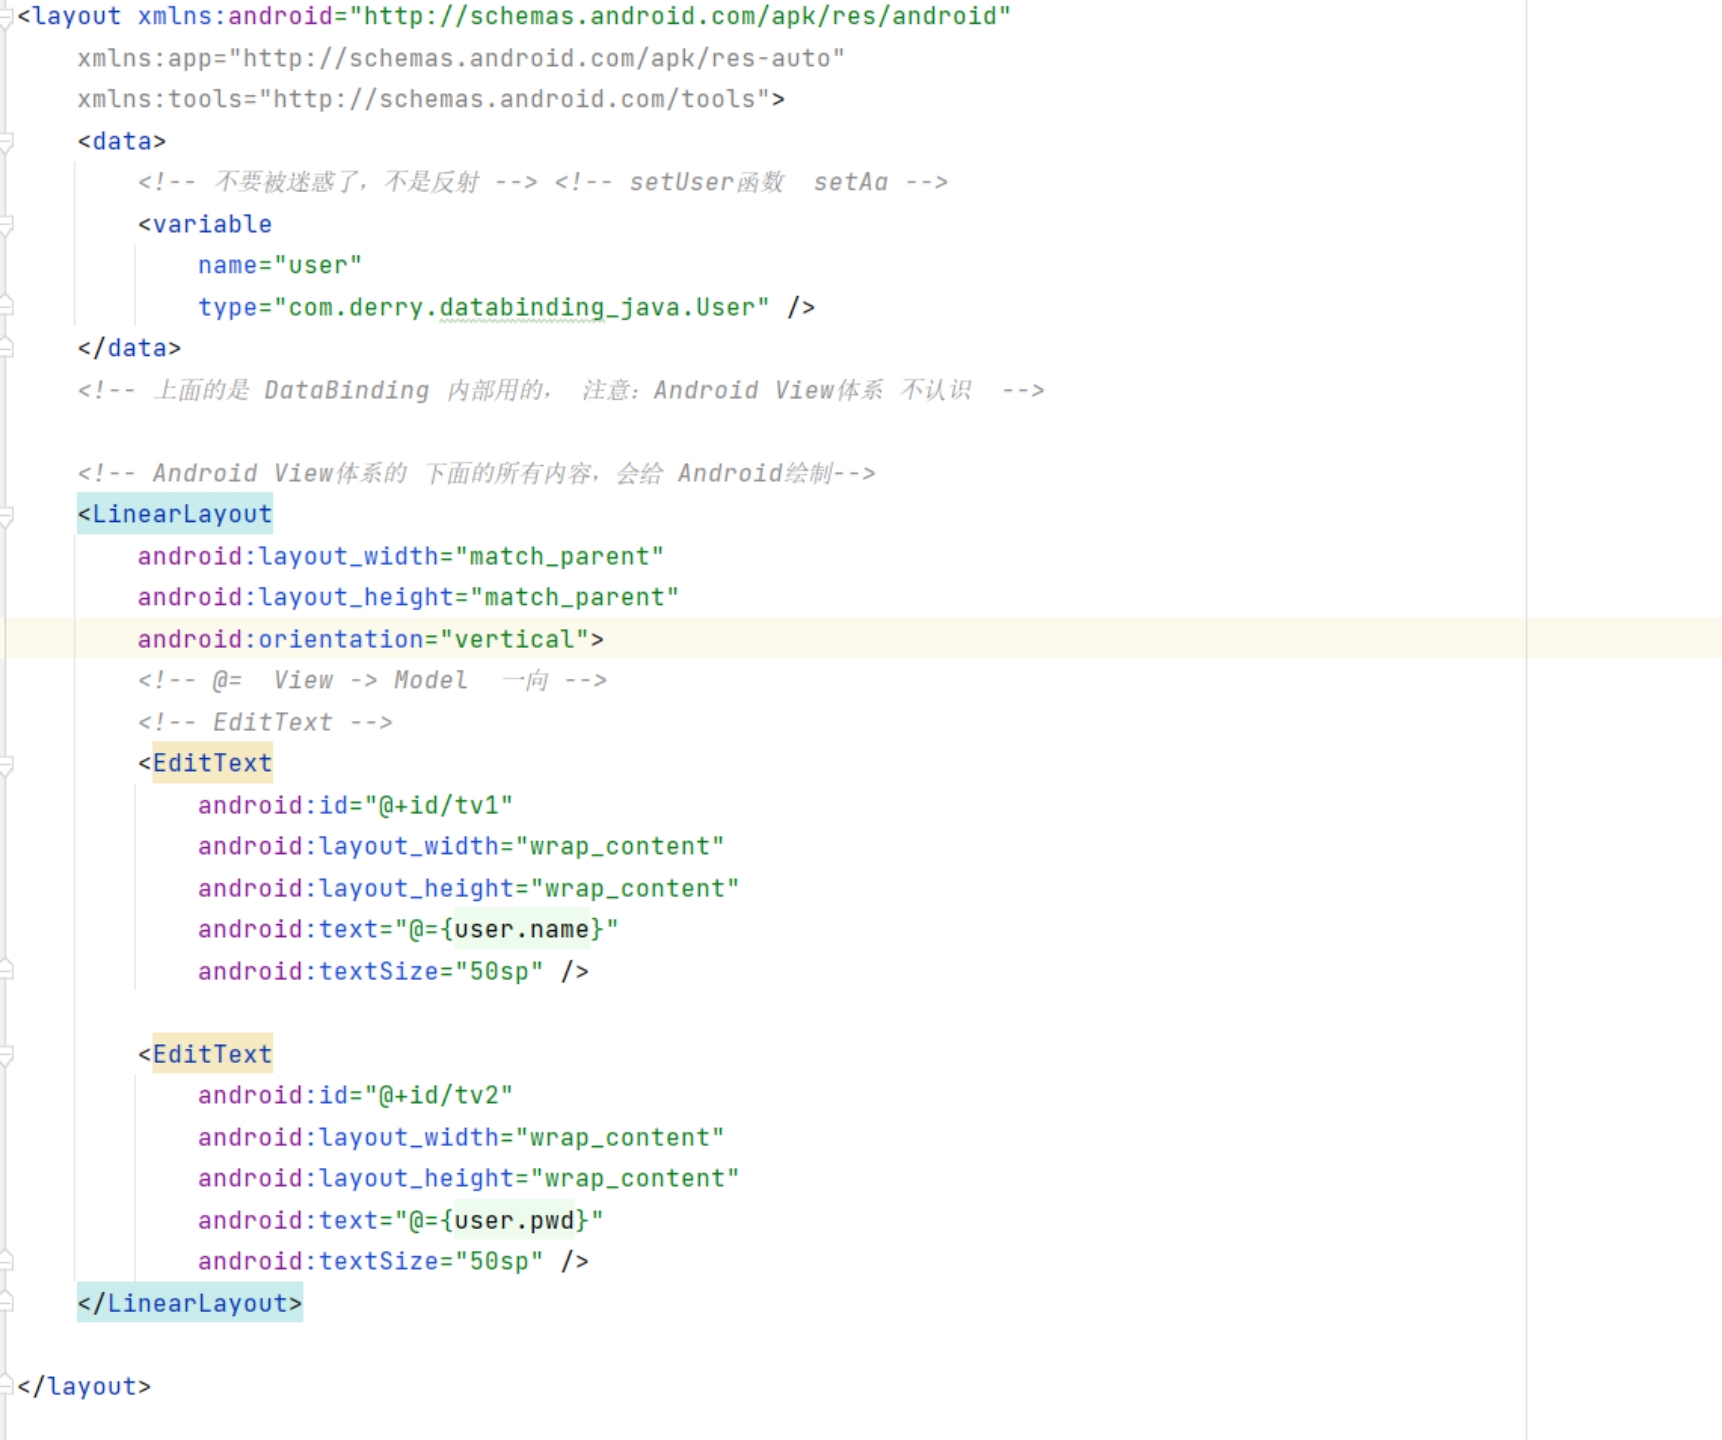 <layout xmlns:android="http://schemas.android.com/apk/res/android"
    xmlns:app="http://schemas.android.com/apk/res-auto"
    xmlns:tools="http://schemas.android.com/tools">
    <data>
        <!-- 不要被迷惑了，不是反射 --> <!-- setUser函数  setAa -->
        <variable
            name="user"
            type="com.derry.databinding_java.User" />
    </data>
    <!-- 上面的是 DataBinding 内部用的， 注意：Android View体系 不认识  -->

    <!-- Android View体系的 下面的所有内容，会给 Android绘制-->
    <LinearLayout
        android:layout_width="match_parent"
        android:layout_height="match_parent"
        android:orientation="vertical">
        <!-- @=  View -> Model  一向 -->
        <!-- EditText -->
        <EditText
            android:id="@+id/tv1"
            android:layout_width="wrap_content"
            android:layout_height="wrap_content"
            android:text="@={user.name}"
            android:textSize="50sp" />

        <EditText
            android:id="@+id/tv2"
            android:layout_width="wrap_content"
            android:layout_height="wrap_content"
            android:text="@={user.pwd}"
            android:textSize="50sp" />
    </LinearLayout>

</layout>